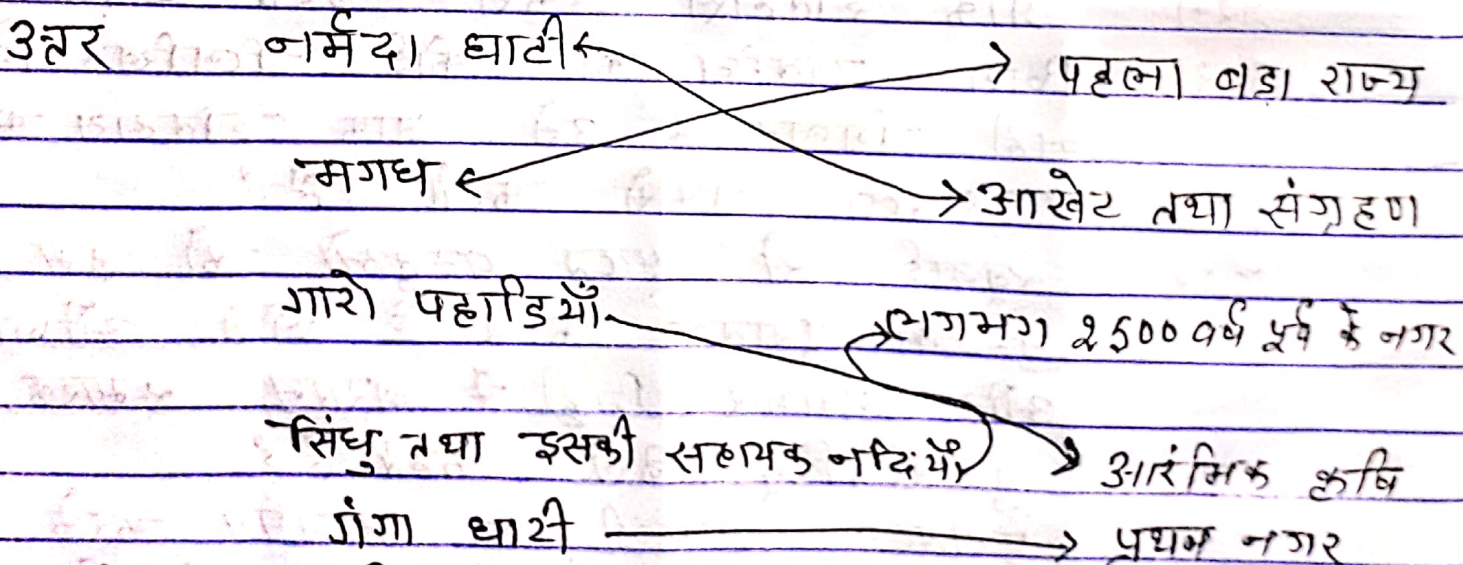 उत्तर नर्मदा घाटी पहला बड़ा राज्य
मगध आखेट तथा संग्रहण
गारो पहाडियाँ लगभग 2500 वर्ष पूर्व के नगर
सिंधु तथा इसकी सहायक नदियाँ आरंभिक कृषि
गंगा घाटी प्रथम नगर